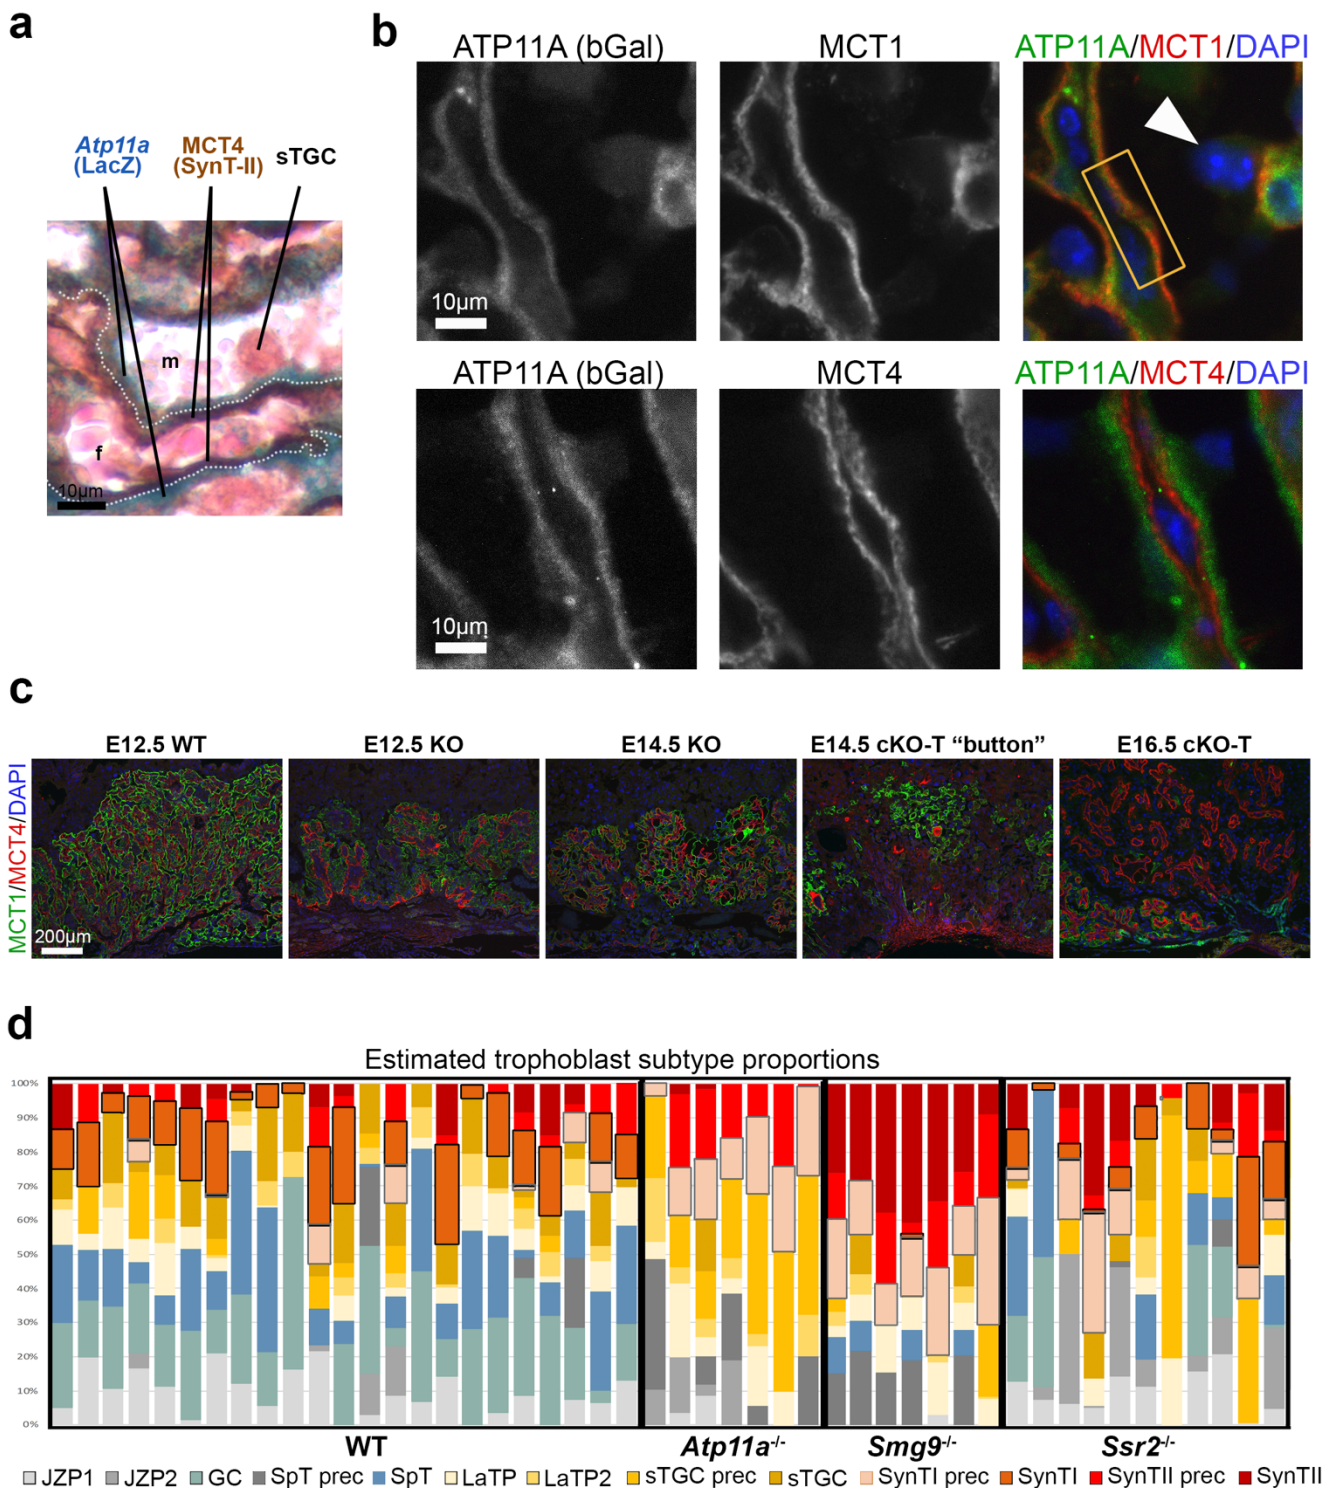 a
Atp11a
(LacZ)
MCT4
(SynT-II)
sTGC
m
f
10µm
b
ATP11A (bGal)
MCT1
ATP11A/MCT1/DAPI
10µm
ATP11A (bGal)
MCT4
ATP11A/MCT4/DAPI
10µm
c
E12.5 WT
E12.5 KO
E14.5 KO
E14.5 cKO-T “button”
E16.5 cKO-T
MCT1/MCT4/DAPI
200µm
d
Estimated trophoblast subtype proportions
100%
90%
80%
70%
60%
50%
40%
30%
20%
10%
0%
WT
Atp11a-/-
Smg9-/-
Ssr2-/-
JZP1
JZP2
GC
SpT prec
SpT
LaTP
LaTP2
sTGC prec
sTGC
SynTI prec
SynTI
SynTII prec
SynTII